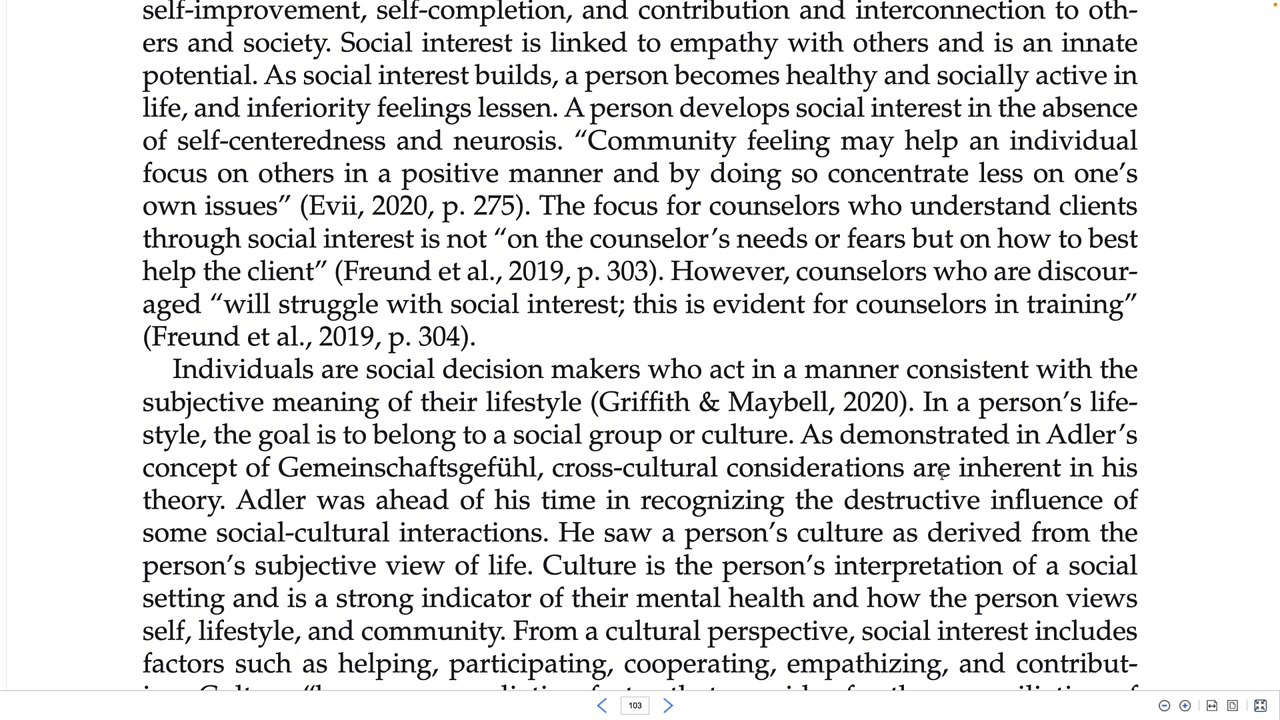 self-improvement, self-completion, and contribution and interconnection to oth-
ers and society. Social interest is linked to empathy with others and is an innate
potential. As social interest builds, a person becomes healthy and socially active in
life, and inferiority feelings lessen. A person develops social interest in the absence
of self-centeredness and neurosis. “Community feeling may help an individual
focus on others in a positive manner and by doing so concentrate less on one’s
own issues” (Evii, 2020, p. 275). The focus for counselors who understand clients
through social interest is not “on the counselor’s needs or fears but on how to best
help the client” (Freund et al., 2019, p. 303). However, counselors who are discour-
aged “will struggle with social interest; this is evident for counselors in training”
(Freund et al., 2019, p. 304).
Individuals are social decision makers who act in a manner consistent with the
subjective meaning of their lifestyle (Griffith & Maybell, 2020). In a person’s life-
style, the goal is to belong to a social group or culture. As demonstrated in Adler’s
concept of Gemeinschaftsgefühl, cross-cultural considerations are inherent in his
theory. Adler was ahead of his time in recognizing the destructive influence of
some social-cultural interactions. He saw a person’s culture as derived from the
person’s subjective view of life. Culture is the person’s interpretation of a social
setting and is a strong indicator of their mental health and how the person views
self, lifestyle, and community. From a cultural perspective, social interest includes
factors such as helping, participating, cooperating, empathizing, and contribut-
103